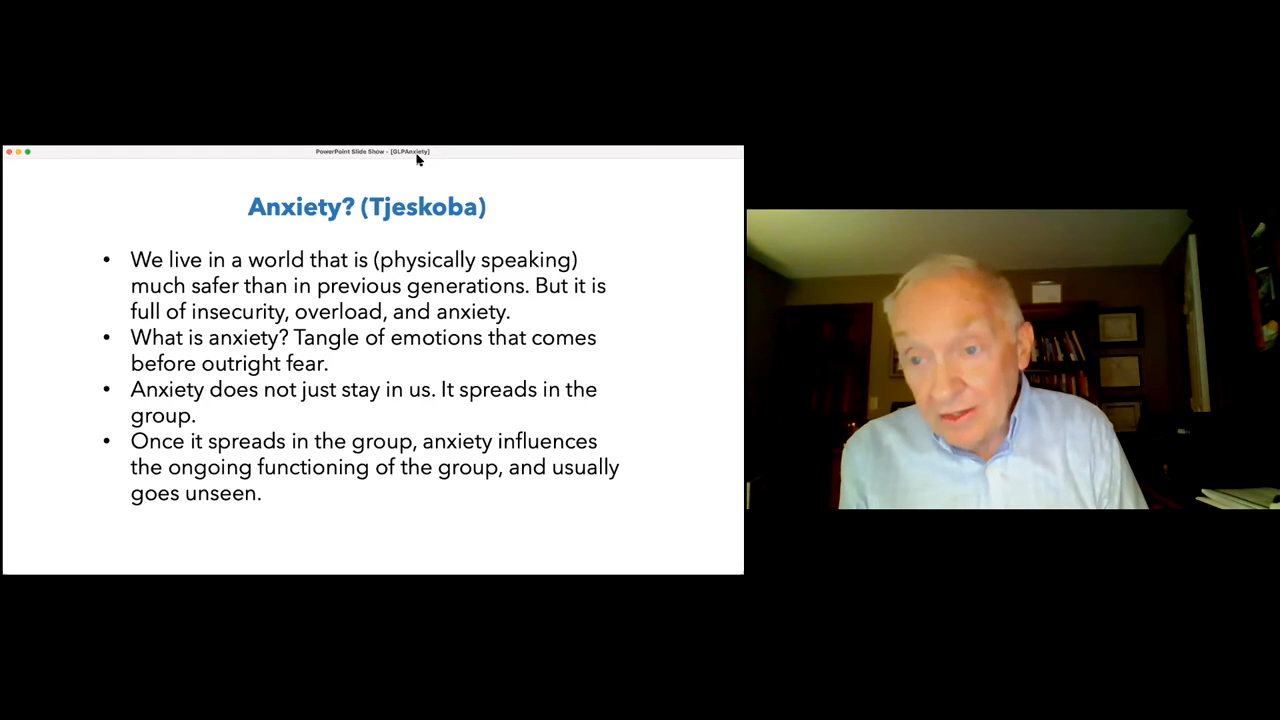 PowerPoint Slide Show - [GLPAnxiety]
Anxiety? (Tjeskoba)
• We live in a world that is (physically speaking)
much safer than in previous generations. But it is
full of insecurity, overload, and anxiety.
• What is anxiety? Tangle of emotions that comes
before outright fear.
• Anxiety does not just stay in us. It spreads in the
group.
• Once it spreads in the group, anxiety influences
the ongoing functioning of the group, and usually
goes unseen.